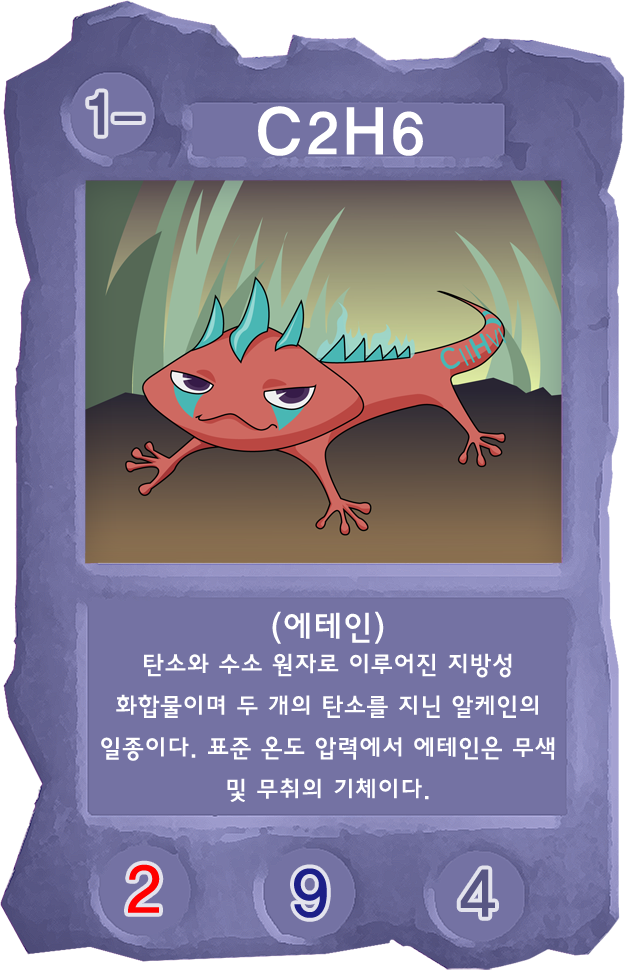 1-
C2H6
CIIHVI
(에테인)
탄소와 수소 원자로 이루어진 지방성
화합물이며 두 개의 탄소를 지닌 알케인의
일종이다. 표준 온도 압력에서 에테인은 무색
및 무취의 기체이다.
2 9 4